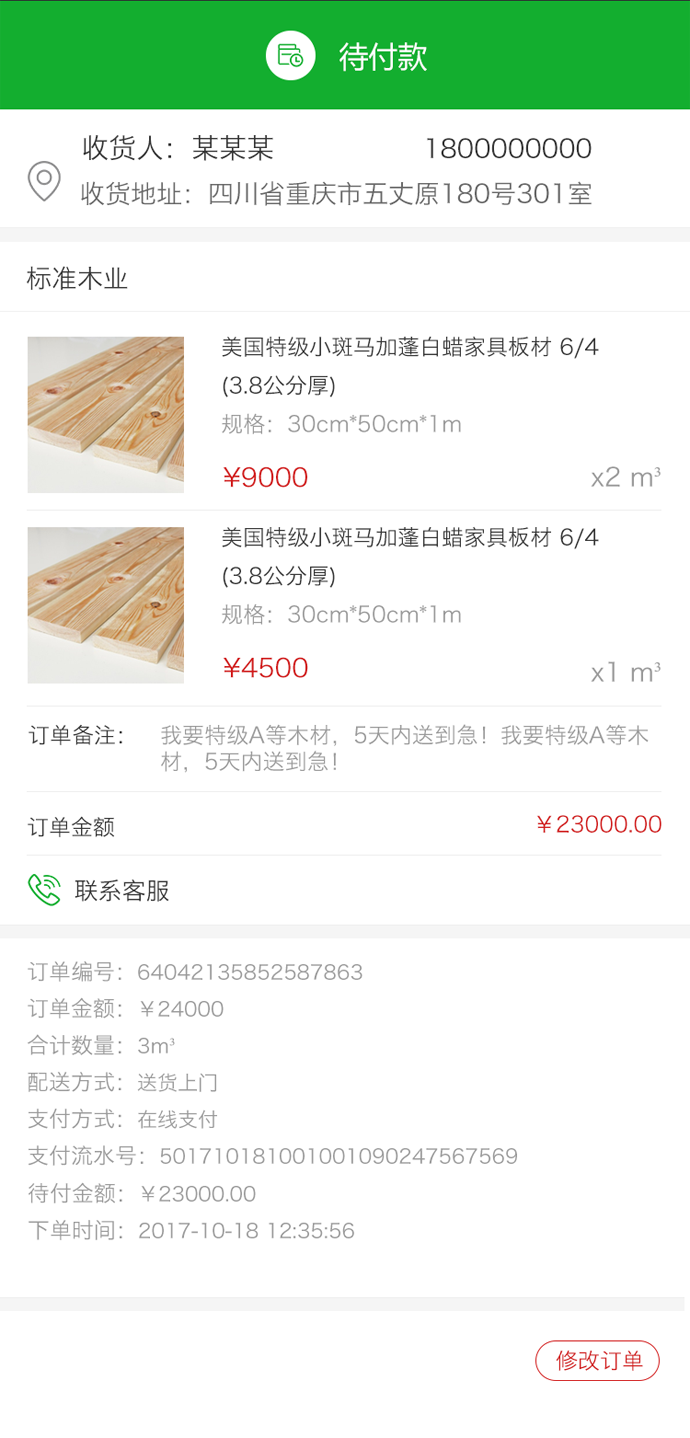 待付款
收货人：某某某 1800000000
收货地址：四川省重庆市五丈原180号301室
标准木业
美国特级小斑马加蓬白蜡家具板材 6/4
(3.8公分厚)
规格：30cm*50cm*1m
¥9000 x2 m³
美国特级小斑马加蓬白蜡家具板材 6/4
(3.8公分厚)
规格：30cm*50cm*1m
¥4500 x1 m³
订单备注： 我要特级A等木材，5天内送到急！我要特级A等木
材，5天内送到急！
订单金额 ￥23000.00
联系客服
订单编号：64042135852587863
订单金额：￥24000
合计数量：3m³
配送方式：送货上门
支付方式：在线支付
支付流水号：5017101810010010902475​67569
待付金额：￥23000.00
下单时间：2017-10-18 12:35:56
修改订单